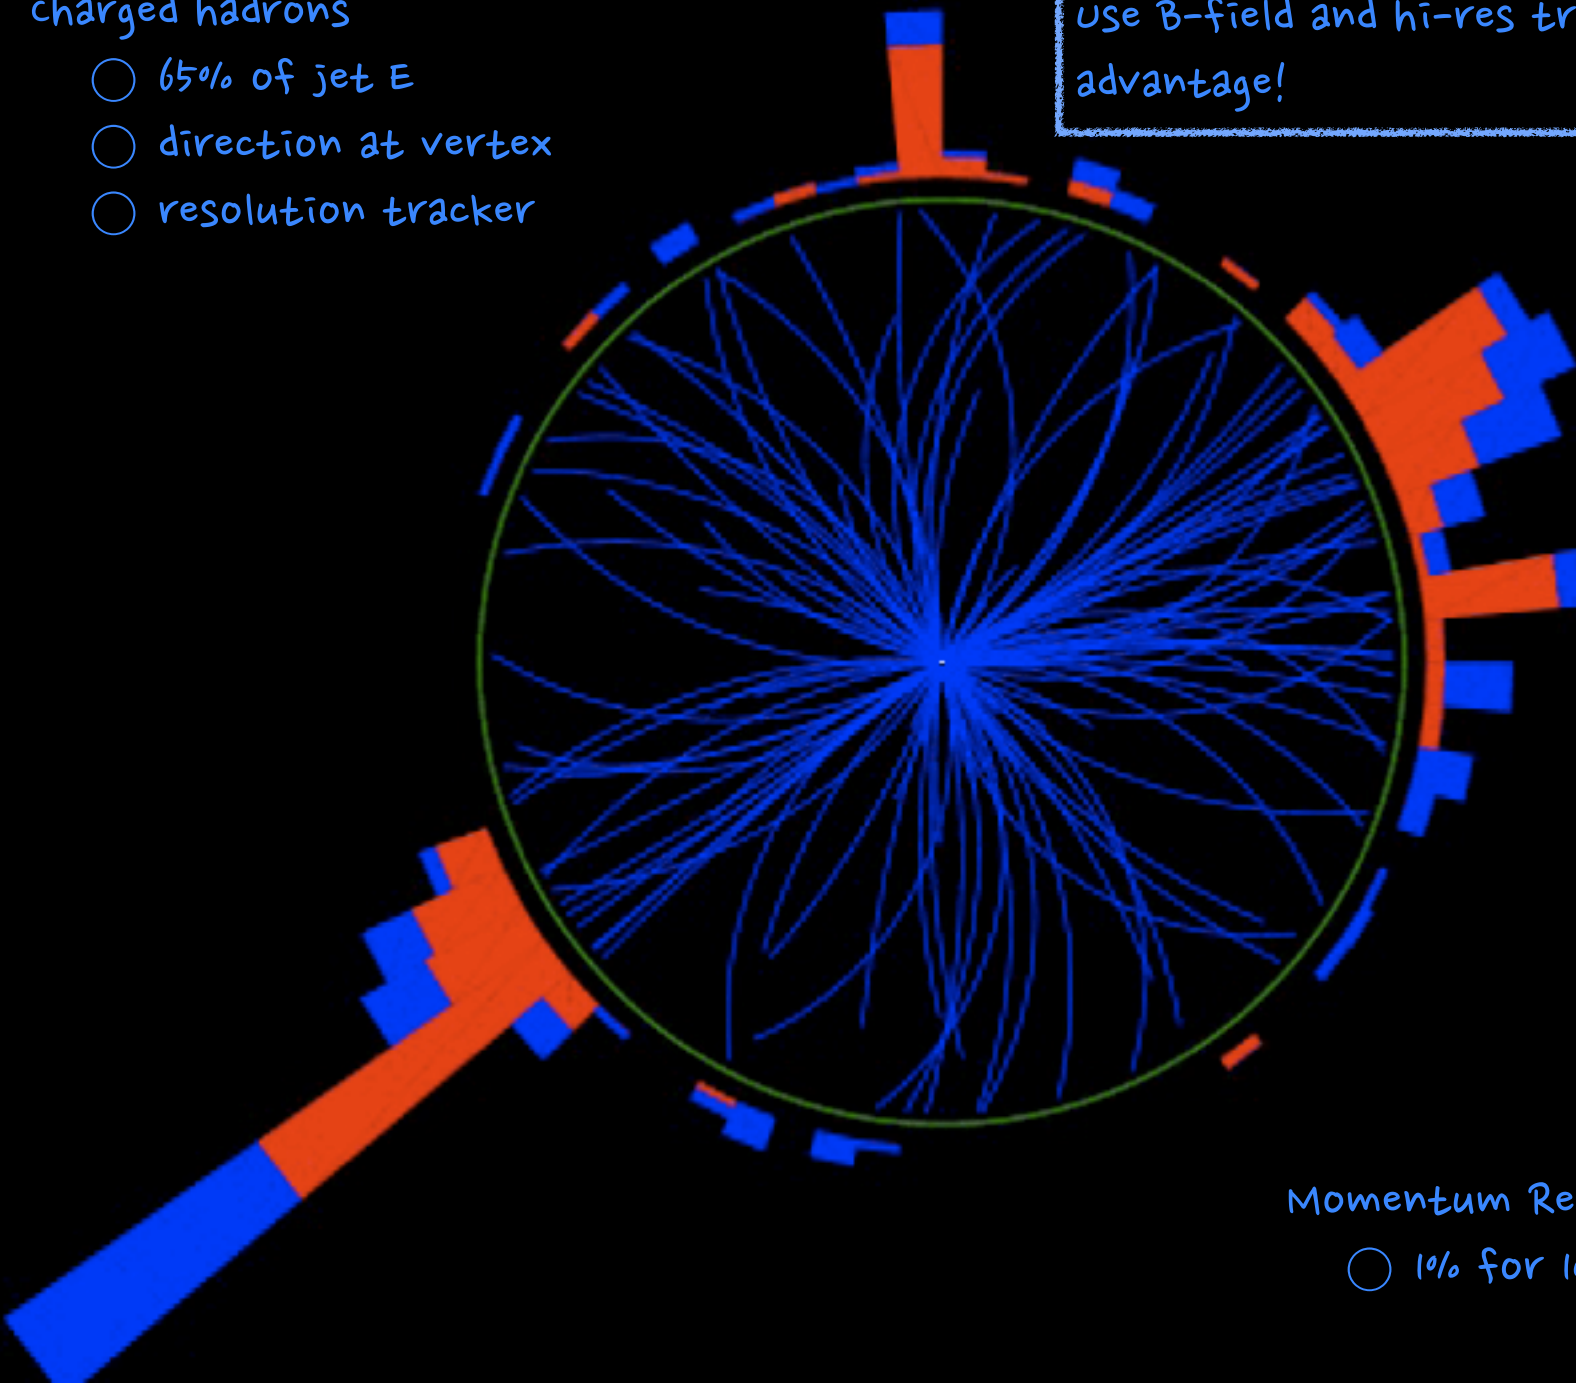 charged hadrons
65% of jet E
direction at vertex
resolution tracker
Use B-field and hi-res
advantage!
Momentum
1% for